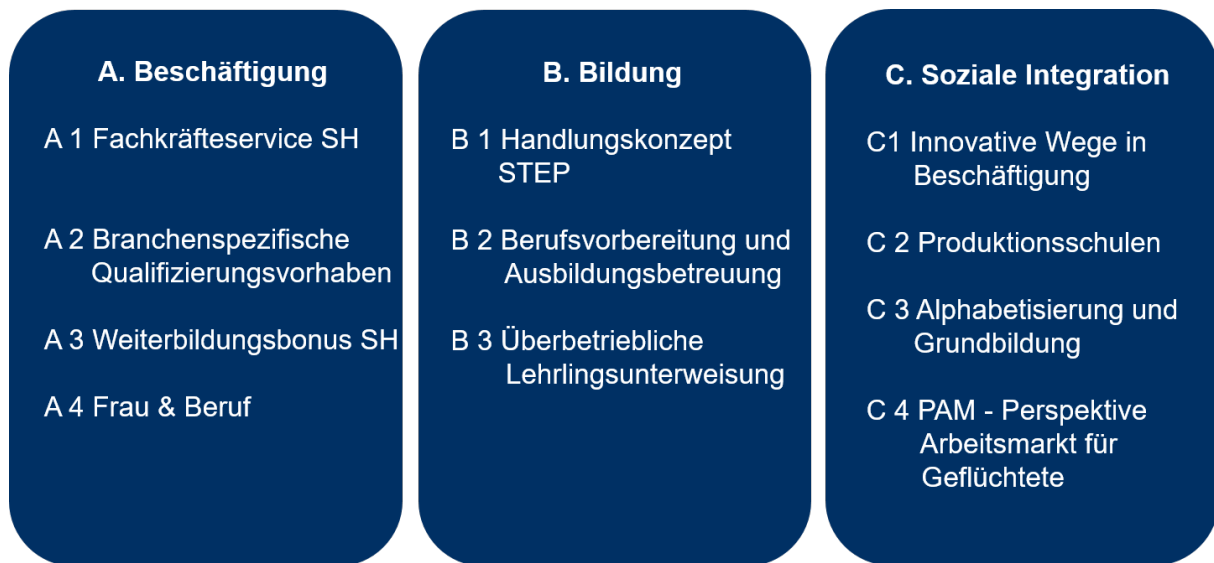 A. Beschäftigung
A 1 Fachkräfteservice SH
A 2 Branchenspezifische
Qualifizierungsvorhaben
A 3 Weiterbildungsbonus SH
A 4 Frau & Beruf
B. Bildung
B 1 Handlungskonzept
STEP
B 2 Berufsvorbereitung und
Ausbildungsbetreuung
B 3 Überbetriebliche
Lehrlingsunterweisung
C. Soziale Integration
C1 Innovative Wege in
Beschäftigung
C 2 Produktionsschulen
C 3 Alphabetisierung und
Grundbildung
C 4 PAM - Perspektive
Arbeitsmarkt für
Geflüchtete